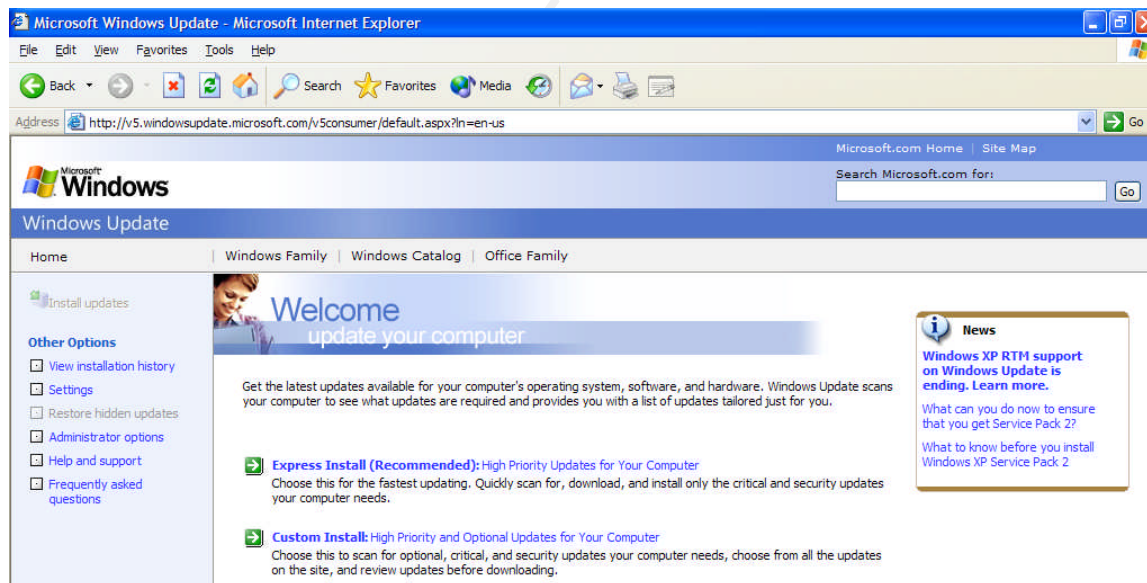 Microsoft Windows Update - Microsoft Internet Explorer
File Edit View Favorites Tools Help
Back Search Favorites Media
Address http://v5.windowsupdate.microsoft.com/v5consumer/default.aspx?ln=en-us Go
Microsoft.com Home | Site Map
Microsoft
Windows
Search Microsoft.com for:
Go
Windows Update
Home | Windows Family | Windows Catalog | Office Family
Install updates
Other Options
View installation history
Settings
Restore hidden updates
Administrator options
Help and support
Frequently asked
questions
Welcome
update your computer
Get the latest updates available for your computer's operating system, software, and hardware. Windows Update scans
your computer to see what updates are required and provides you with a list of updates tailored just for you.
Express Install (Recommended): High Priority Updates for Your Computer
Choose this for the fastest updating. Quickly scan for, download, and install only the critical and security updates
your computer needs.
Custom Install: High Priority and Optional Updates for Your Computer
Choose this to scan for optional, critical, and security updates your computer needs, choose from all the updates
on the site, and review updates before downloading.
News
Windows XP RTM support
on Windows Update is
ending. Learn more.
What can you do now to ensure
that you get Service Pack 2?
What to know before you install
Windows XP Service Pack 2